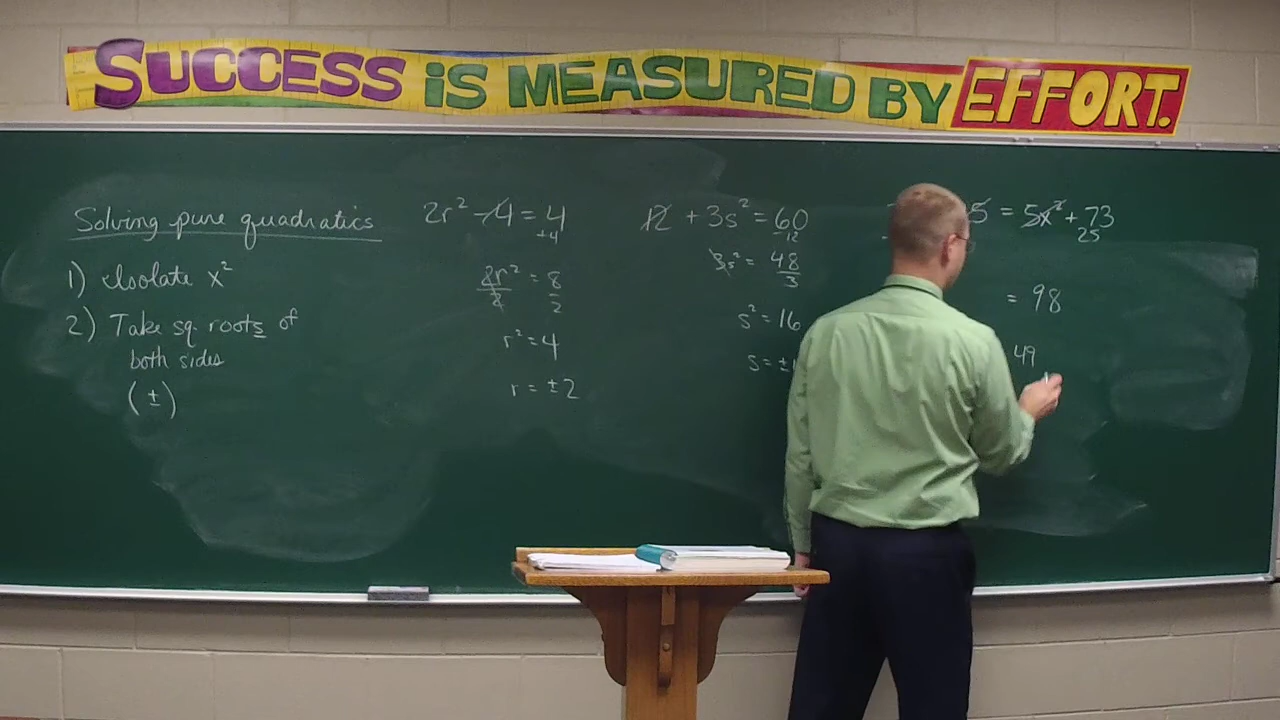 SUCCESS IS MEASURED BY EFFORT.
Solving pure quadratics
1) Isolate x²
2) Take sq. roots of
both sides
(±)
2r² - 4 = 4
+4
2r² = 8
2 2
r² = 4
r = ±2
12 + 3s² = 60
-12
3s² = 48
3
s² = 16
s = ±
5 = 5x² + 73
25
= 98
49